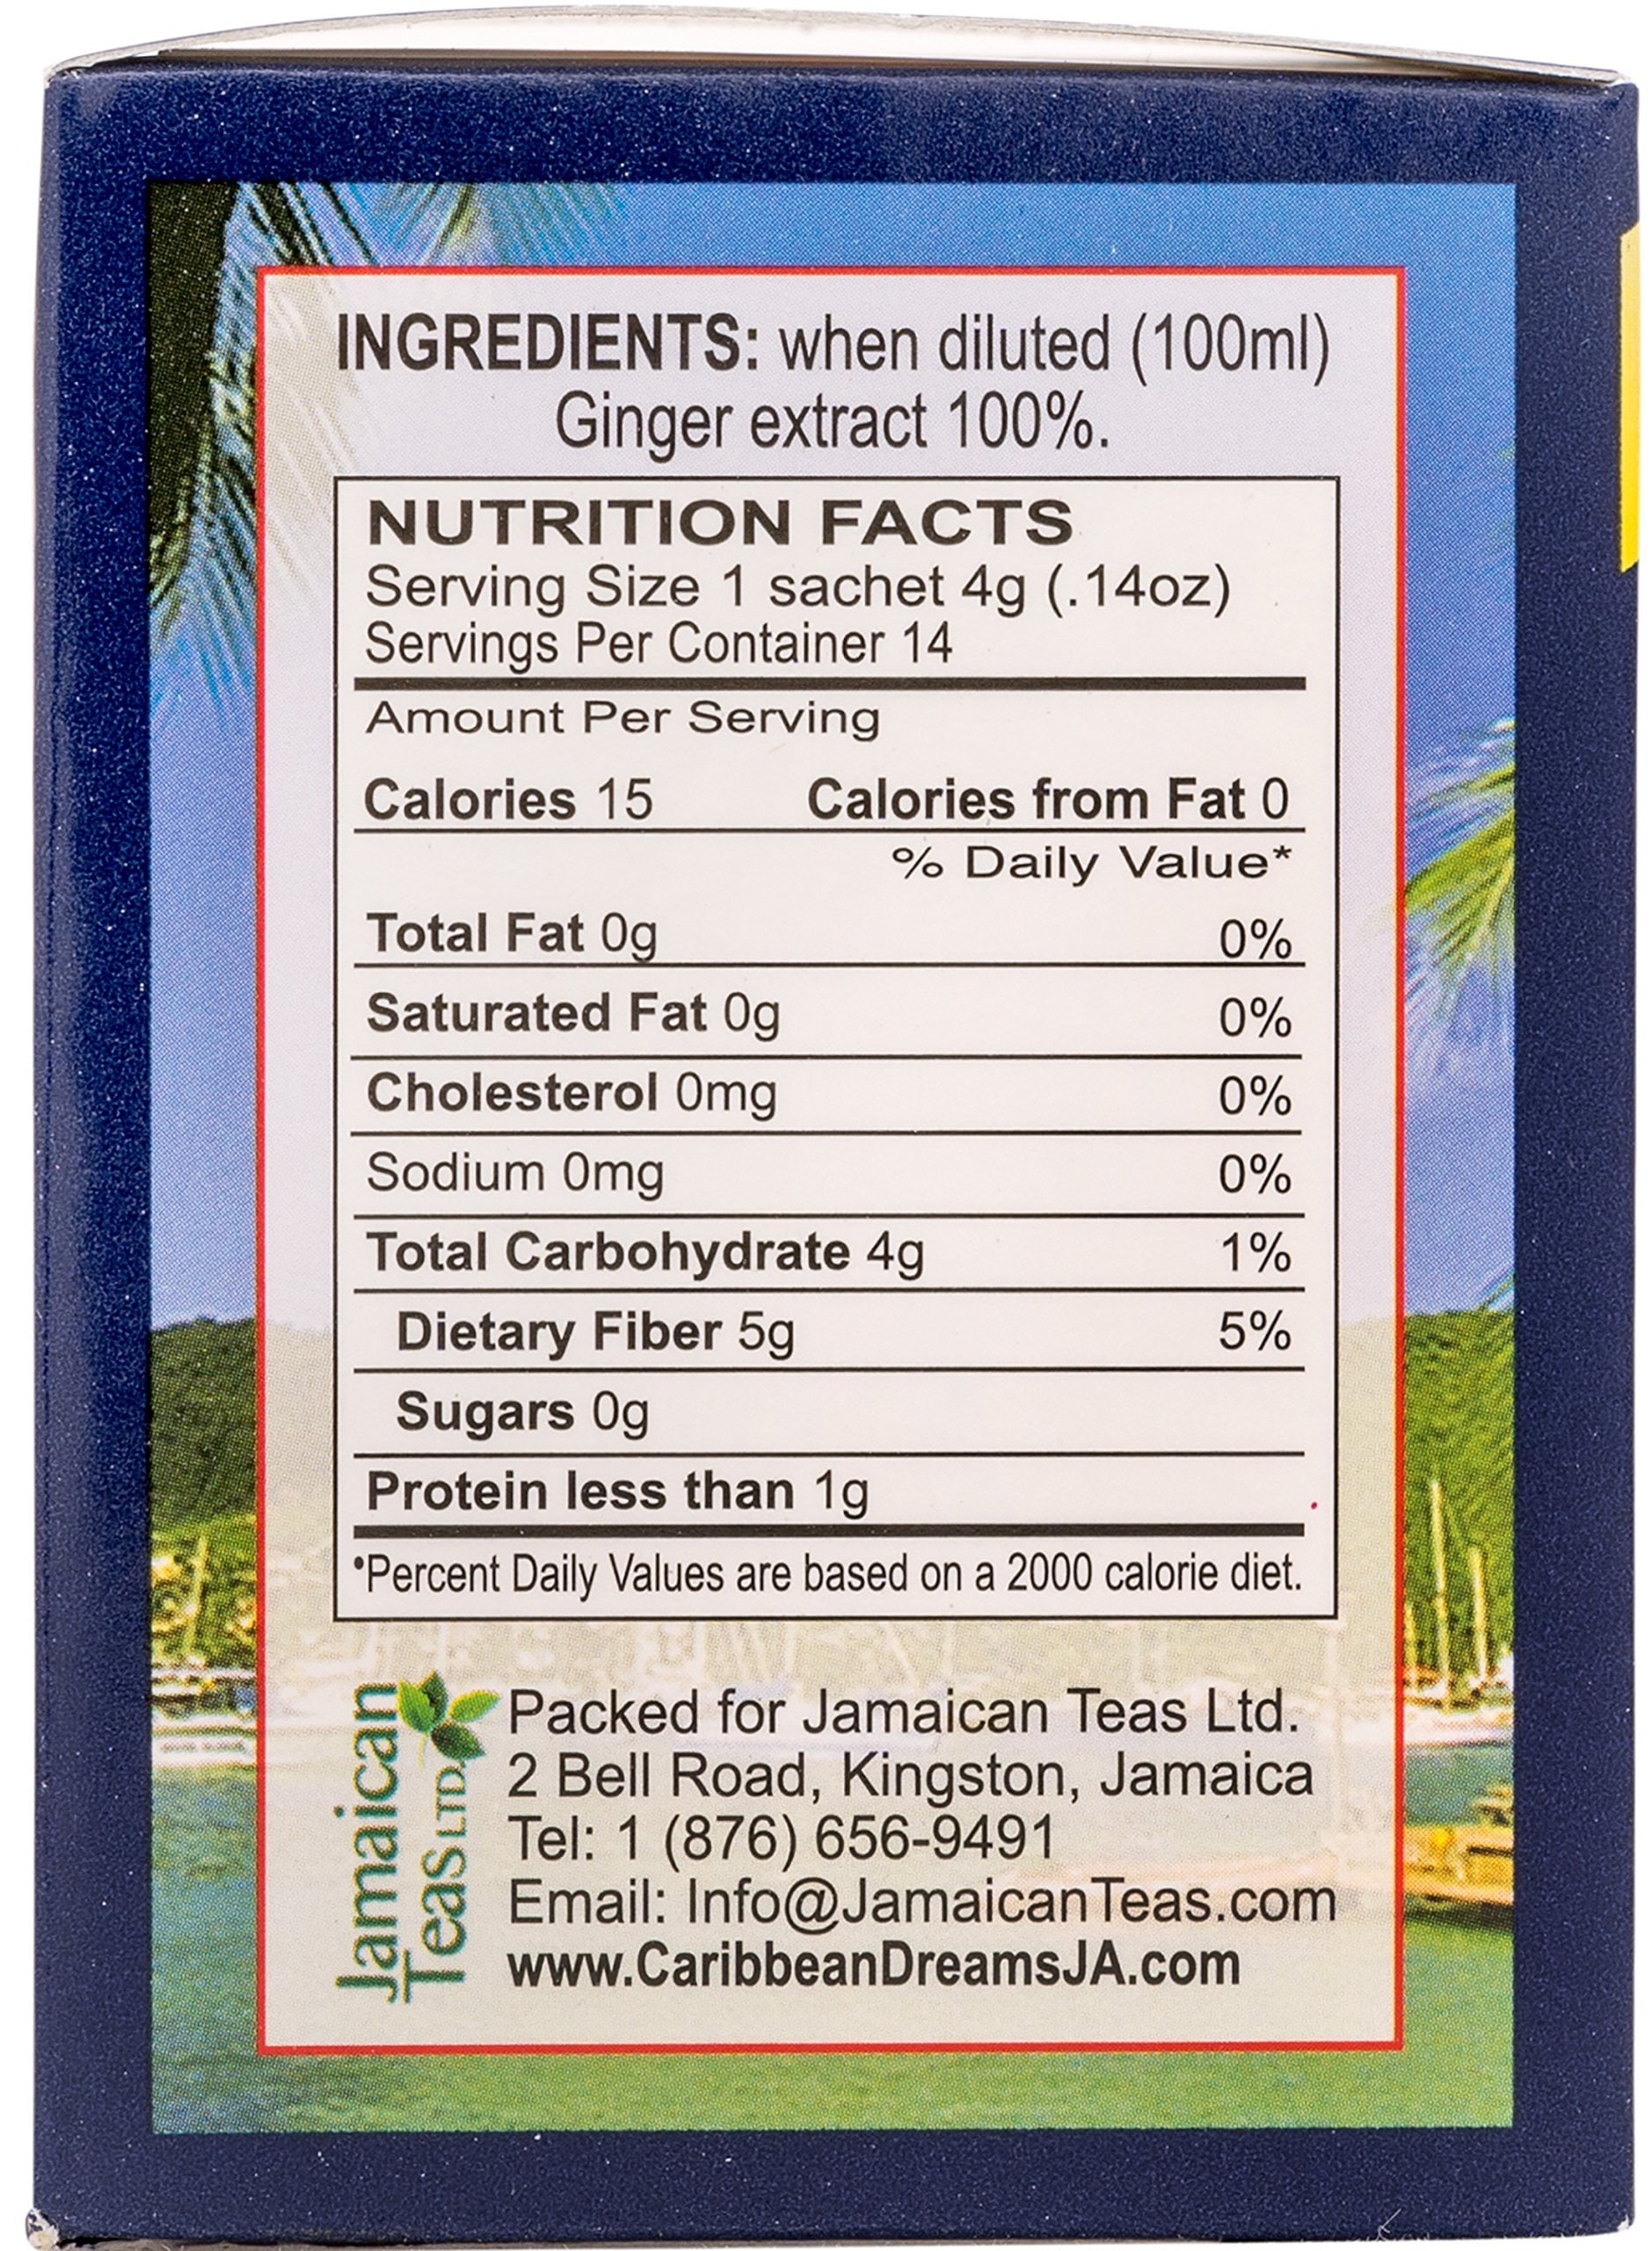 INGREDIENTS: when diluted (100ml)
Ginger extract 100%.
NUTRITION FACTS
Serving Size 1 sachet 4g (.14oz)
Servings Per Container 14
Amount Per Serving
Calories 15 Calories from Fat 0
% Daily Value*
Total Fat 0g 0%
Saturated Fat 0g 0%
Cholesterol 0mg 0%
Sodium 0mg 0%
Total Carbohydrate 4g 1%
Dietary Fiber 5g 5%
Sugars 0g
Protein less than 1g
•Percent Daily Values are based on a 2000 calorie diet.
Jamaican
Teas LTD.
Packed for Jamaican Teas Ltd.
2 Bell Road, Kingston, Jamaica
Tel: 1 (876) 656-9491
Email: Info@JamaicanTeas.com
www.CaribbeanDreamsJA.com